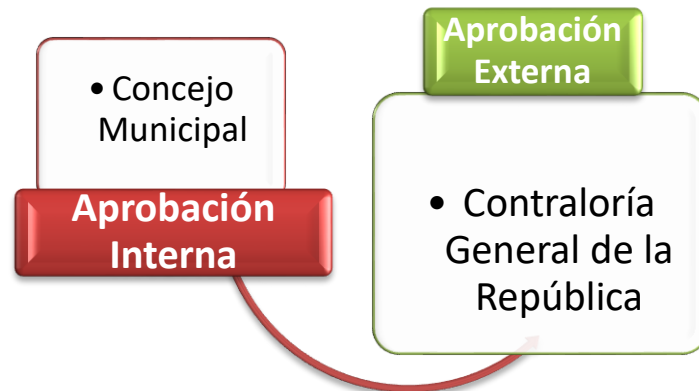 • Concejo
Municipal
Aprobación
Interna
Aprobación
Externa
• Contraloría
General de la
República